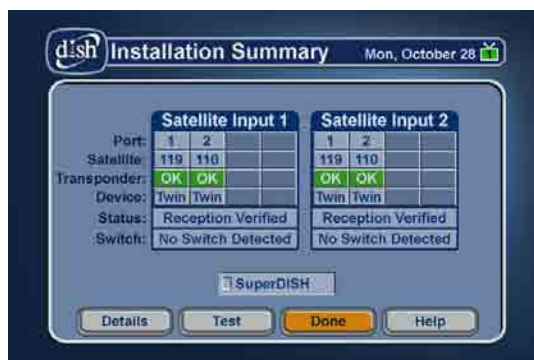 dish Installation Summary Mon, October 28 1
Satellite Input 1 Satellite Input 2
Port: 1 2 1 2
Satellite 119 110 119 110
Transponder: OK OK OK OK
Device: Twin Twin Twin Twin
Status: Reception Verified Reception Verified
Switch: No Switch Detected No Switch Detected
SuperDISH
Details Test Done Help